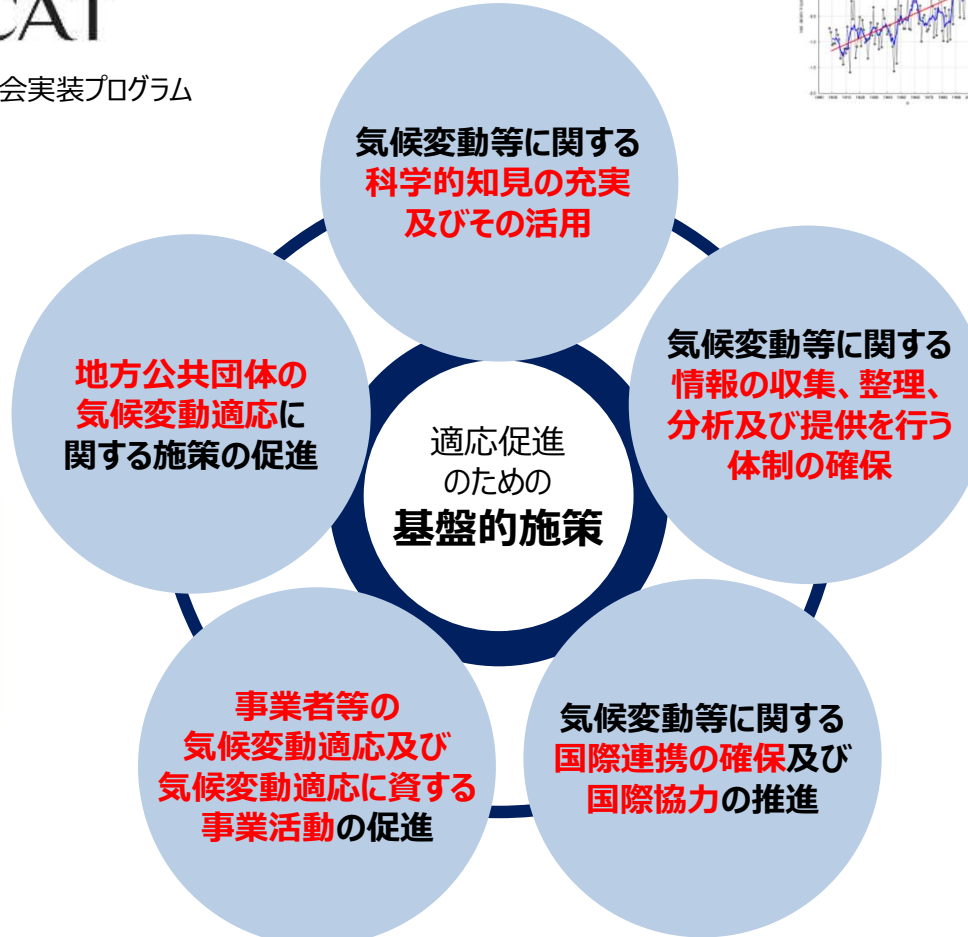 CAT
会実装プログラム
気候変動等に関する
科学的知見の充実
及びその活用
気候変動等に関する
情報の収集、整理、
分析及び提供を行う
体制の確保
地方公共団体の
気候変動適応に
関する施策の促進
適応促進
のための
基盤的施策
事業者等の
気候変動適応及び
気候変動適応に資する
事業活動の促進
気候変動等に関する
国際連携の確保及び
国際協力の推進